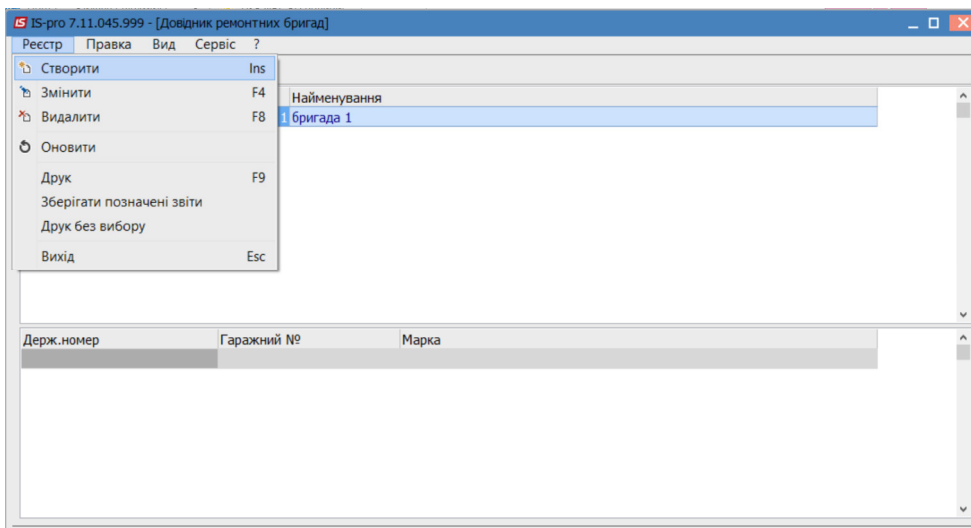 IS-pro 7.11.045.999 - [Довідник ремонтних бригад]
Реєстр Правка Вид Сервіс ?
Створити Ins
Змінити F4
Видалити F8
Оновити
Друк F9
Зберігати позначені звіти
Друк без вибору
Вихід Esc
Найменування
1 бригада 1
Держ.номер Гаражний № Марка